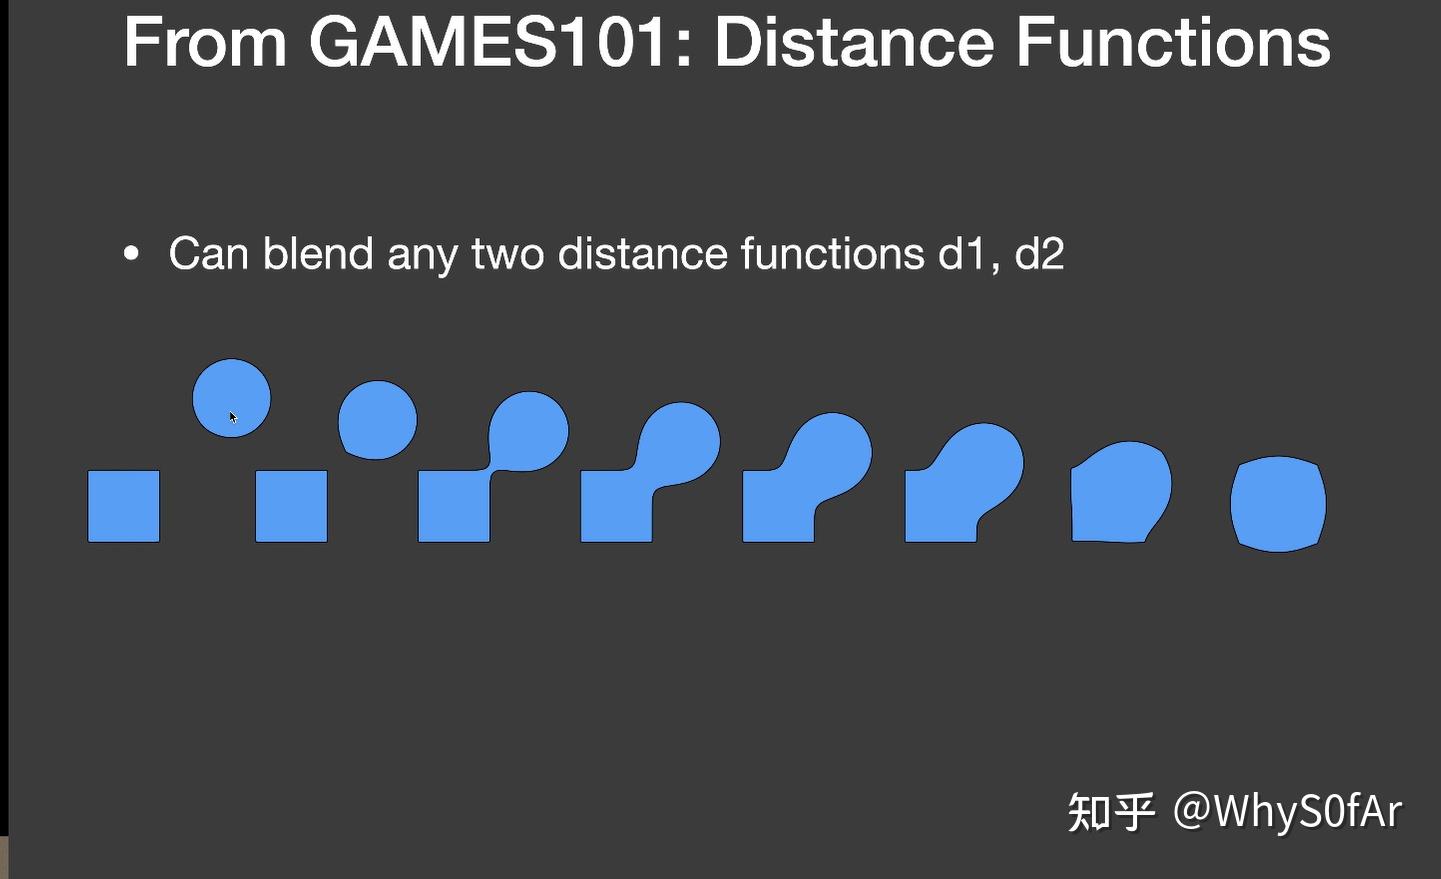 From GAMES101: Distance Functions
• Can blend any two distance functions d1, d2
知乎 @WhyS0fAr